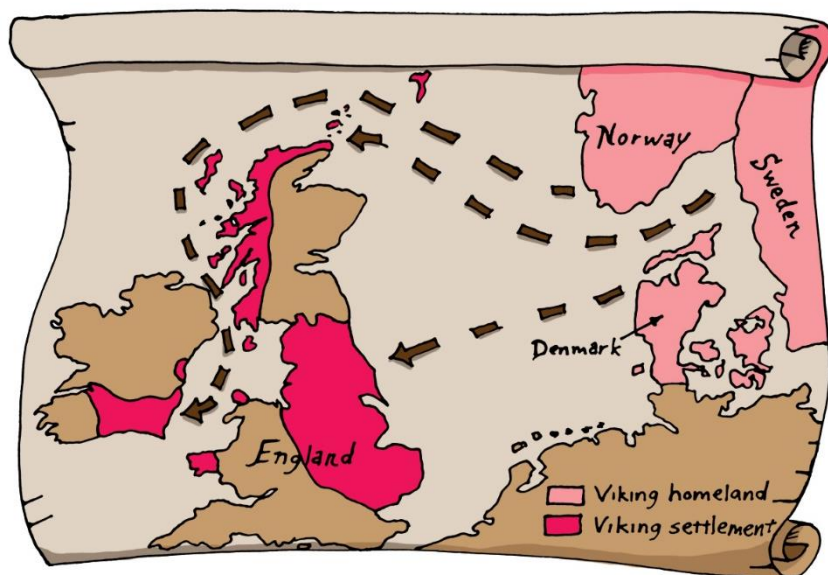 Norway
Sweden
Denmark
England
Viking homeland
Viking settlement